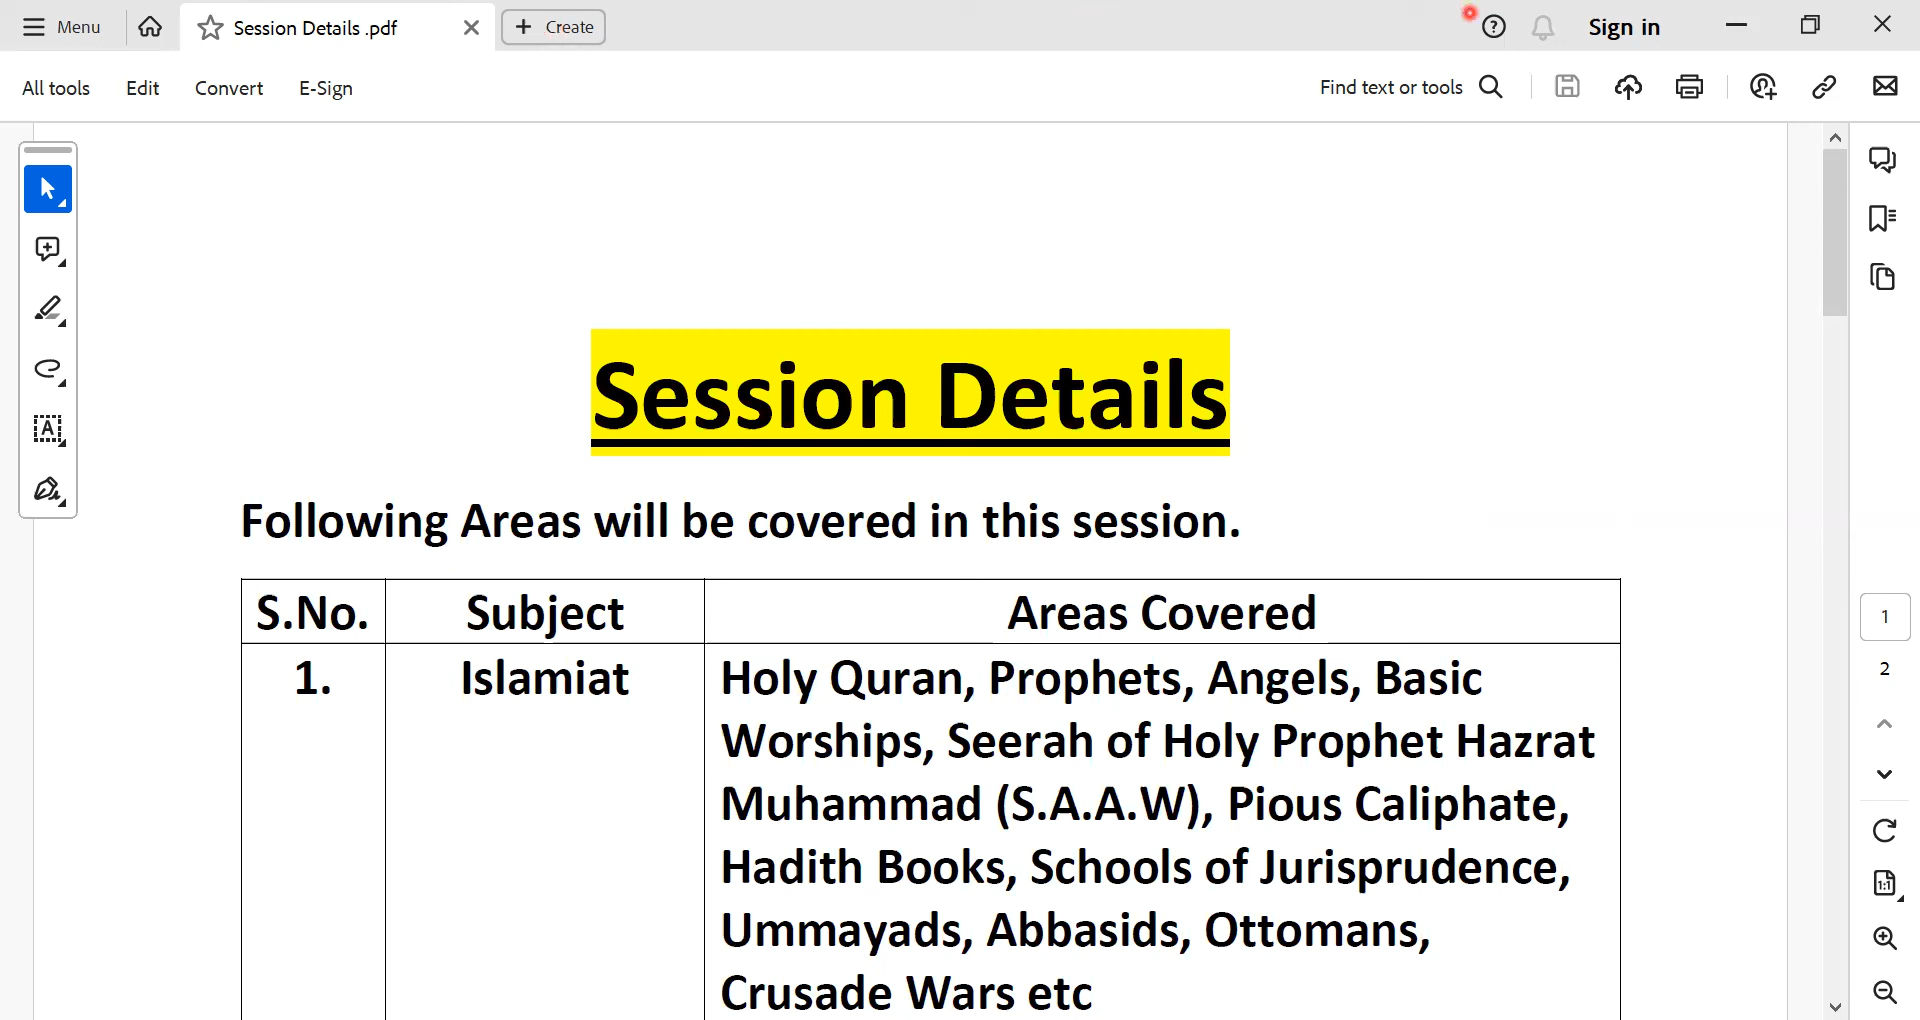 Menu
Session Details .pdf
Create
Sign in
All tools
Edit
Convert
E-Sign
Find text or tools
Session Details
Following Areas will be covered in this session.
S.No.
Subject
Areas Covered
1.
Islamiat
Holy Quran, Prophets, Angels, Basic
Worships, Seerah of Holy Prophet Hazrat
Muhammad (S.A.A.W), Pious Caliphate,
Hadith Books, Schools of Jurisprudence,
Ummayads, Abbasids, Ottomans,
Crusade Wars etc
1
2
1:1